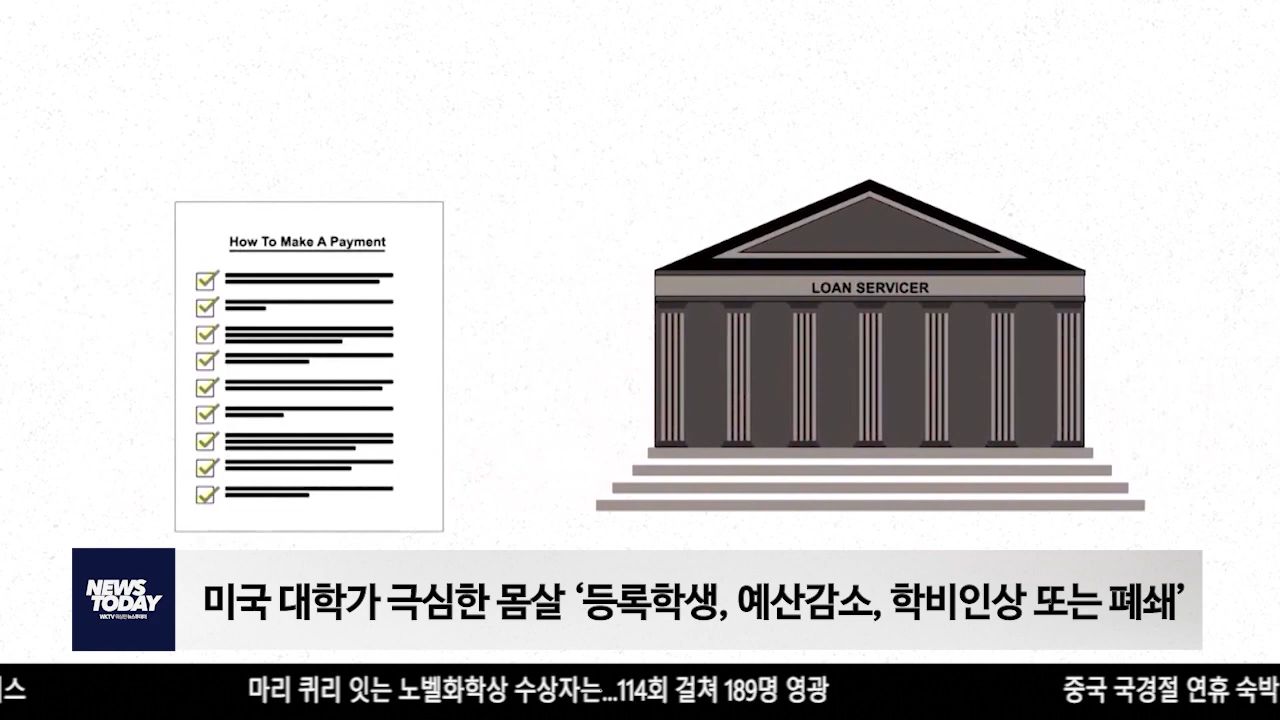 How To Make A Payment
LOAN SERVICER
NEWS
TODAY
미국 대학가 극심한 몸살 ‘등록학생, 예산감소, 학비인상 또는 폐쇄’
마리 퀴리 잇는 노벨화학상 수상자는...114회 걸쳐 189명 영광
중국 국경절 연휴 숙박